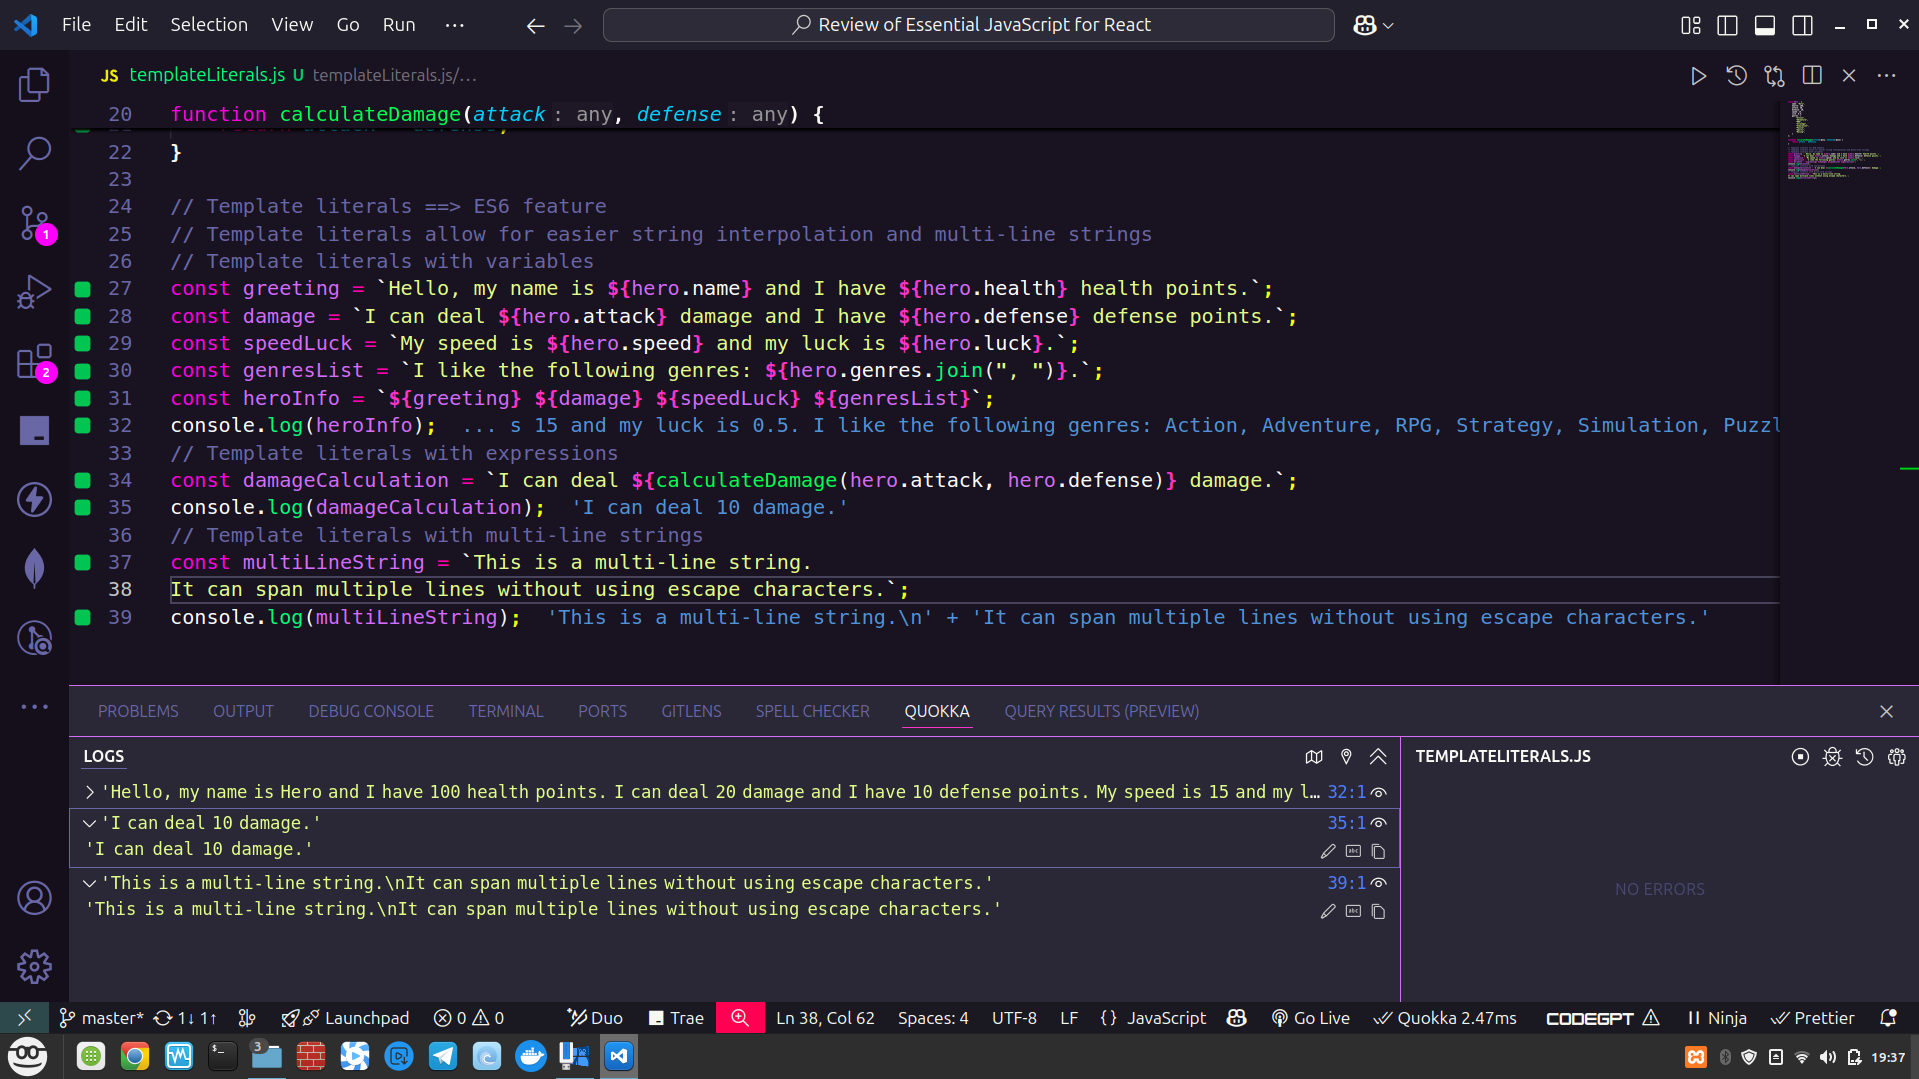 File Edit Selection View Go Run ··· Review of Essential JavaScript for React
JS templateLiterals.js U templateLiterals.js/...
20 function calculateDamage(attack: any, defense: any) {
22 }
23
24 // Template literals ==> ES6 feature
25 // Template literals allow for easier string interpolation and multi-line strings
26 // Template literals with variables
27 const greeting = `Hello, my name is ${hero.name} and I have ${hero.health} health points.`;
28 const damage = `I can deal ${hero.attack} damage and I have ${hero.defense} defense points.`;
29 const speedLuck = `My speed is ${hero.speed} and my luck is ${hero.luck}.`;
30 const genresList = `I like the following genres: ${hero.genres.join(", ")}.`;
31 const heroInfo = `${greeting} ${damage} ${speedLuck} ${genresList}`;
32 console.log(heroInfo); ... s 15 and my luck is 0.5. I like the following genres: Action, Adventure, RPG, Strategy, Simulation, Puzzl
33 // Template literals with expressions
34 const damageCalculation = `I can deal ${calculateDamage(hero.attack, hero.defense)} damage.`;
35 console.log(damageCalculation); 'I can deal 10 damage.'
36 // Template literals with multi-line strings
37 const multiLineString = `This is a multi-line string.
38 It can span multiple lines without using escape characters.`;
39 console.log(multiLineString); 'This is a multi-line string.\n' + 'It can span multiple lines without using escape characters.'
1
2
PROBLEMS OUTPUT DEBUG CONSOLE TERMINAL PORTS GITLENS SPELL CHECKER QUOKKA QUERY RESULTS (PREVIEW)
LOGS
'Hello, my name is Hero and I have 100 health points. I can deal 20 damage and I have 10 defense points. My speed is 15 and my l... 32:1
'I can deal 10 damage.' 35:1
'I can deal 10 damage.'
'This is a multi-line string.\nIt can span multiple lines without using escape characters.' 39:1
'This is a multi-line string.\nIt can span multiple lines without using escape characters.'
TEMPLATELITERALS.JS
NO ERRORS
master* 1↓ 1↑ Launchpad 0 0 Duo Trae Ln 38, Col 62 Spaces: 4 UTF-8 LF {} JavaScript Go Live Quokka 2.47ms CODEGPT Ninja Prettier
3
19:37